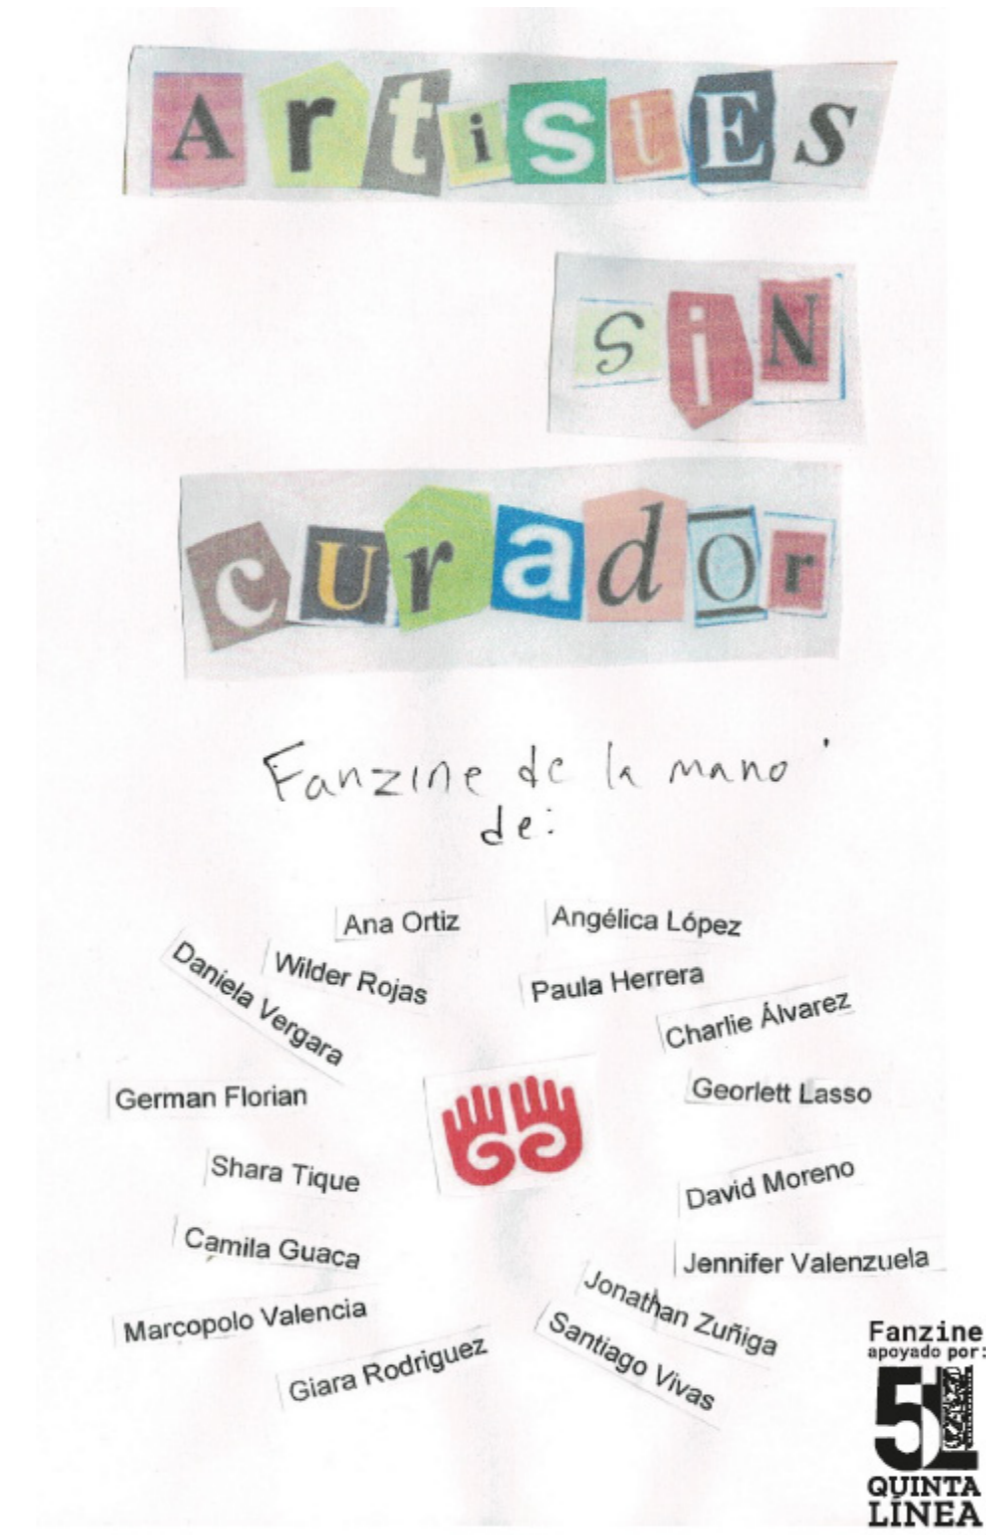 ArtistEs
SiN
curadOr
Fanzine de la mano
de:
Ana Ortiz
Angélica López
Wilder Rojas
Paula Herrera
Daniela Vergara
Charlie Álvarez
German Florian
Georlett Lasso
Shara Tique
David Moreno
Camila Guaca
Jennifer Valenzuela
Marcopolo Valencia
Jonathan Zuñiga
Giara Rodriguez
Santiago Vivas
Fanzine
apoyado por:
5L
QUINTA
LÍNEA